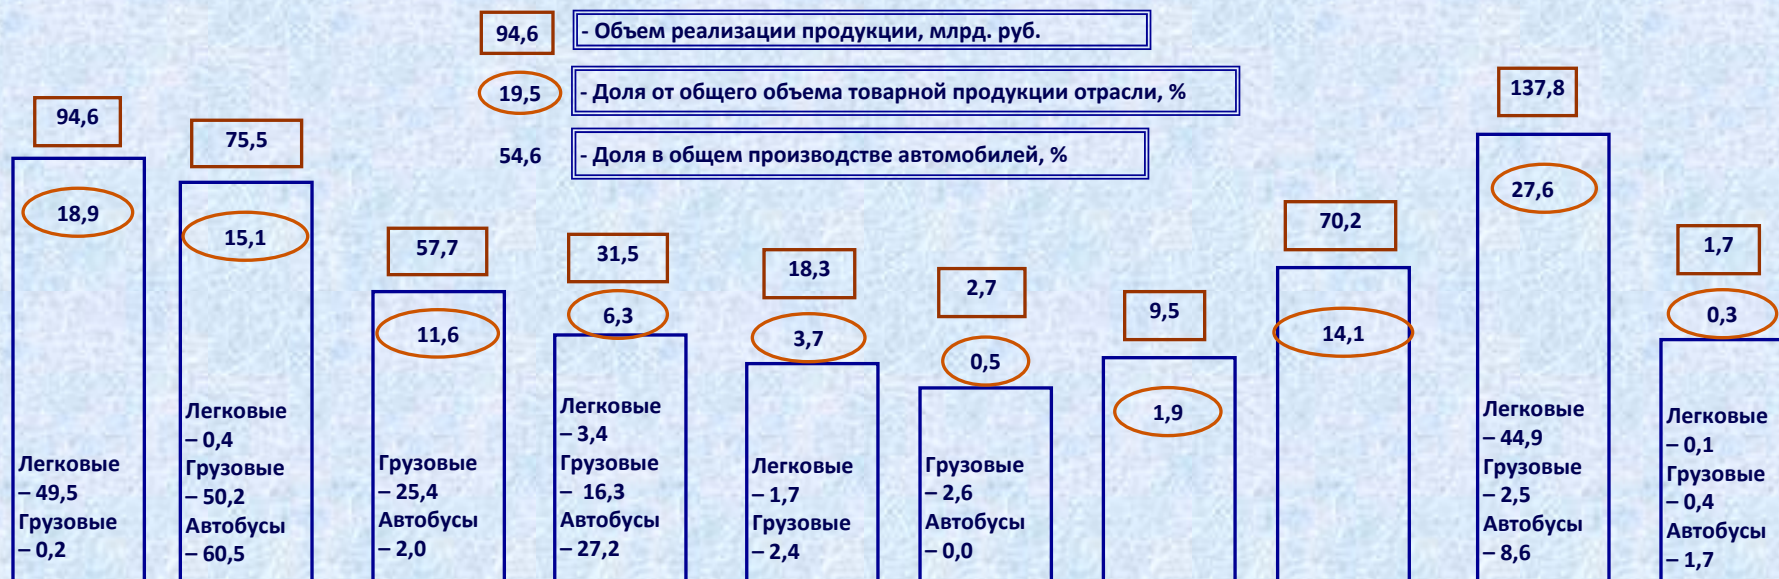 94,6
- Объем реализации продукции, млрд. руб.
19,5
- Доля от общего объема товарной продукции отрасли, %
54,6
- Доля в общем производстве автомобилей, %
94,6
18,9
Легковые
– 49,5
Грузовые
– 0,2
75,5
15,1
Легковые
– 0,4
Грузовые
– 50,2
Автобусы
– 60,5
57,7
11,6
Грузовые
– 25,4
Автобусы
– 2,0
31,5
6,3
Легковые
– 3,4
Грузовые
– 16,3
Автобусы
– 27,2
18,3
3,7
Легковые
– 1,7
Грузовые
– 2,4
2,7
0,5
Грузовые
– 2,6
Автобусы
– 0,0
9,5
1,9
70,2
14,1
137,8
27,6
Легковые
– 44,9
Грузовые
– 2,5
Автобусы
– 8,6
1,7
0,3
Легковые
– 0,1
Грузовые
– 0,4
Автобусы
– 1,7